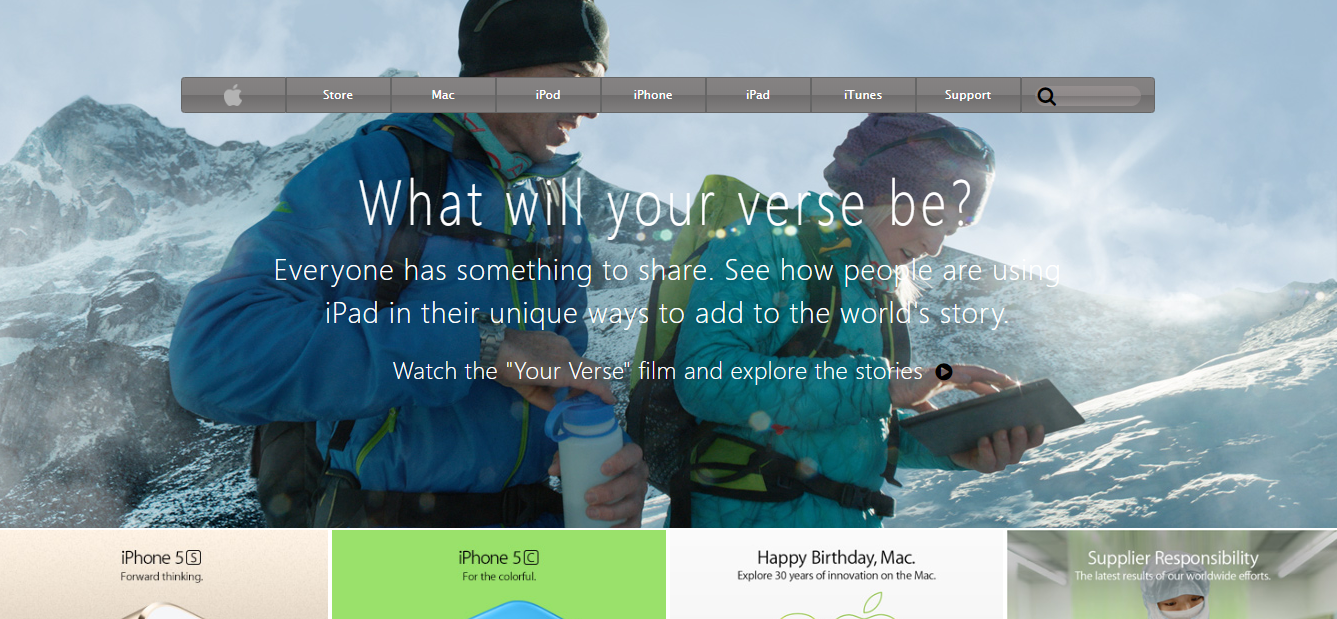 Store Mac iPod iPhone iPad iTunes Support
What will your verse be?
Everyone has something to share. See how people are using
iPad in their unique ways to add to the world's story.
Watch the "Your Verse" film and explore the stories
iPhone 5S
Forward thinking.
iPhone 5C
For the colorful.
Happy Birthday, Mac.
Explore 30 years of innovation on the Mac.
Supplier Responsibility
The latest results of our worldwide efforts.